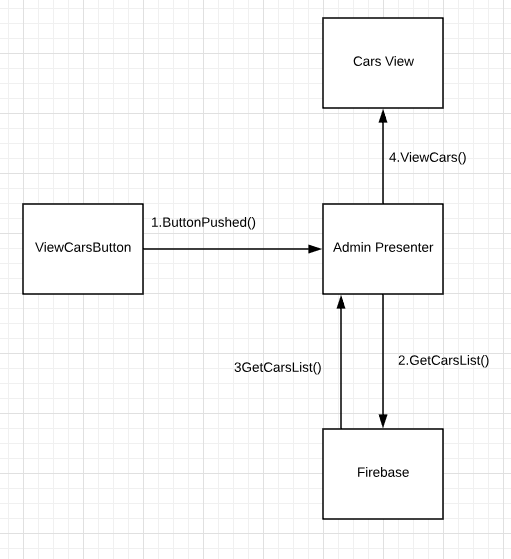 Cars View
4.ViewCars()
1.ButtonPushed()
ViewCarsButton
Admin Presenter
3GetCarsList()
2.GetCarsList()
Firebase